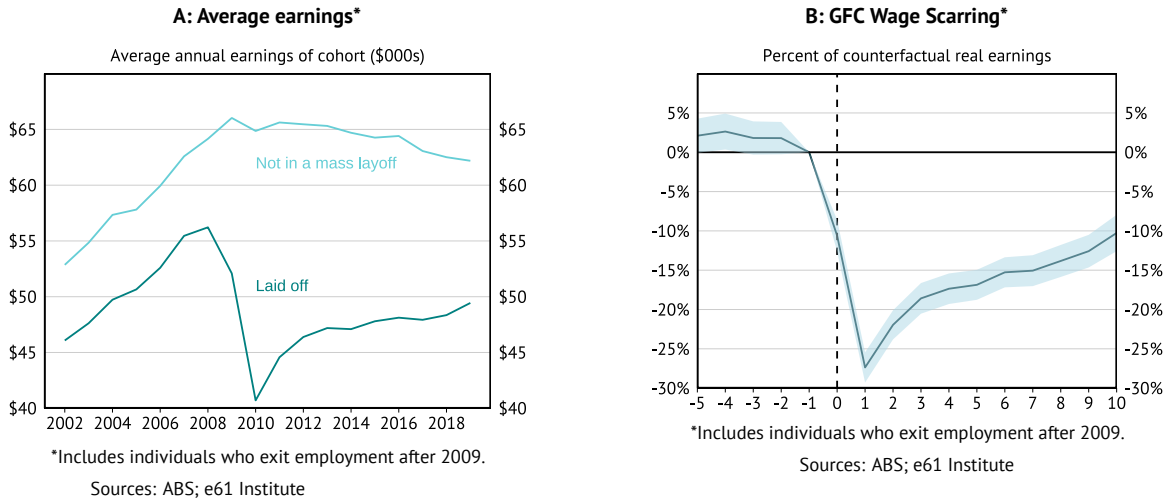 A: Average earnings*
Average annual earnings of cohort ($000s)
$65
$60
$55
$50
$45
$40
$65
$60
$55
$50
$45
$40
Not in a mass layoff
Laid off
2002 2004 2006 2008 2010 2012 2014 2016 2018
*Includes individuals who exit employment after 2009.
Sources: ABS; e61 Institute
B: GFC Wage Scarring*
Percent of counterfactual real earnings
5%
0%
-5%
-10%
-15%
-20%
-25%
-30%
5%
0%
-5%
-10%
-15%
-20%
-25%
-30%
-5 -4 -3 -2 -1 0 1 2 3 4 5 6 7 8 9 10
*Includes individuals who exit employment after 2009.
Sources: ABS; e61 Institute